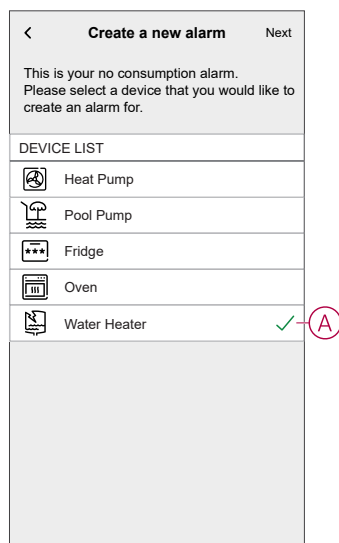 Create a new alarm Next
This is your no consumption alarm.
Please select a device that you would like to
create an alarm for.
DEVICE LIST
Heat Pump
Pool Pump
Fridge
Oven
Water Heater
A